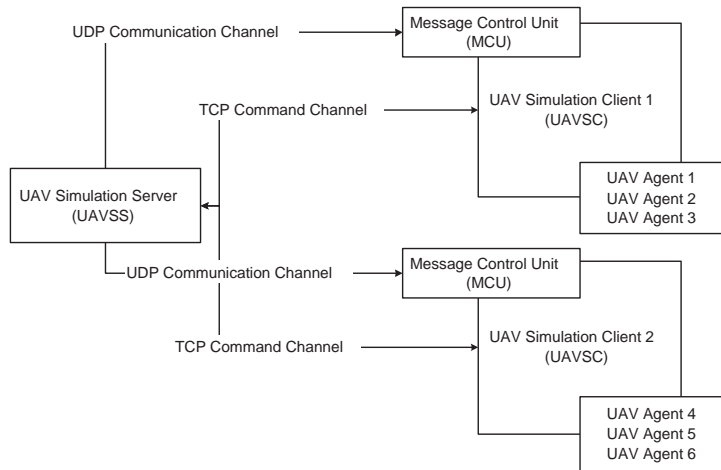 UDP Communication Channel
Message Control Unit
(MCU)
TCP Command Channel
UAV Simulation Client 1
(UAVSC)
UAV Agent 1
UAV Agent 2
UAV Agent 3
UAV Simulation Server
(UAVSS)
UDP Communication Channel
Message Control Unit
(MCU)
TCP Command Channel
UAV Simulation Client 2
(UAVSC)
UAV Agent 4
UAV Agent 5
UAV Agent 6